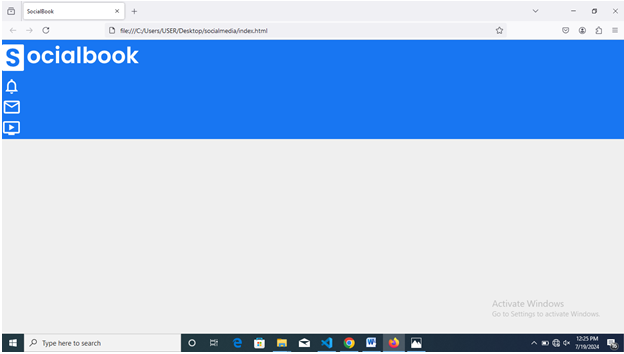 SocialBook
file:///C:/Users/USER/Desktop/socialmedia/index.html
Socialbook
Activate Windows
Go to Settings to activate Windows.
Type here to search
12:25 PM
7/19/2024